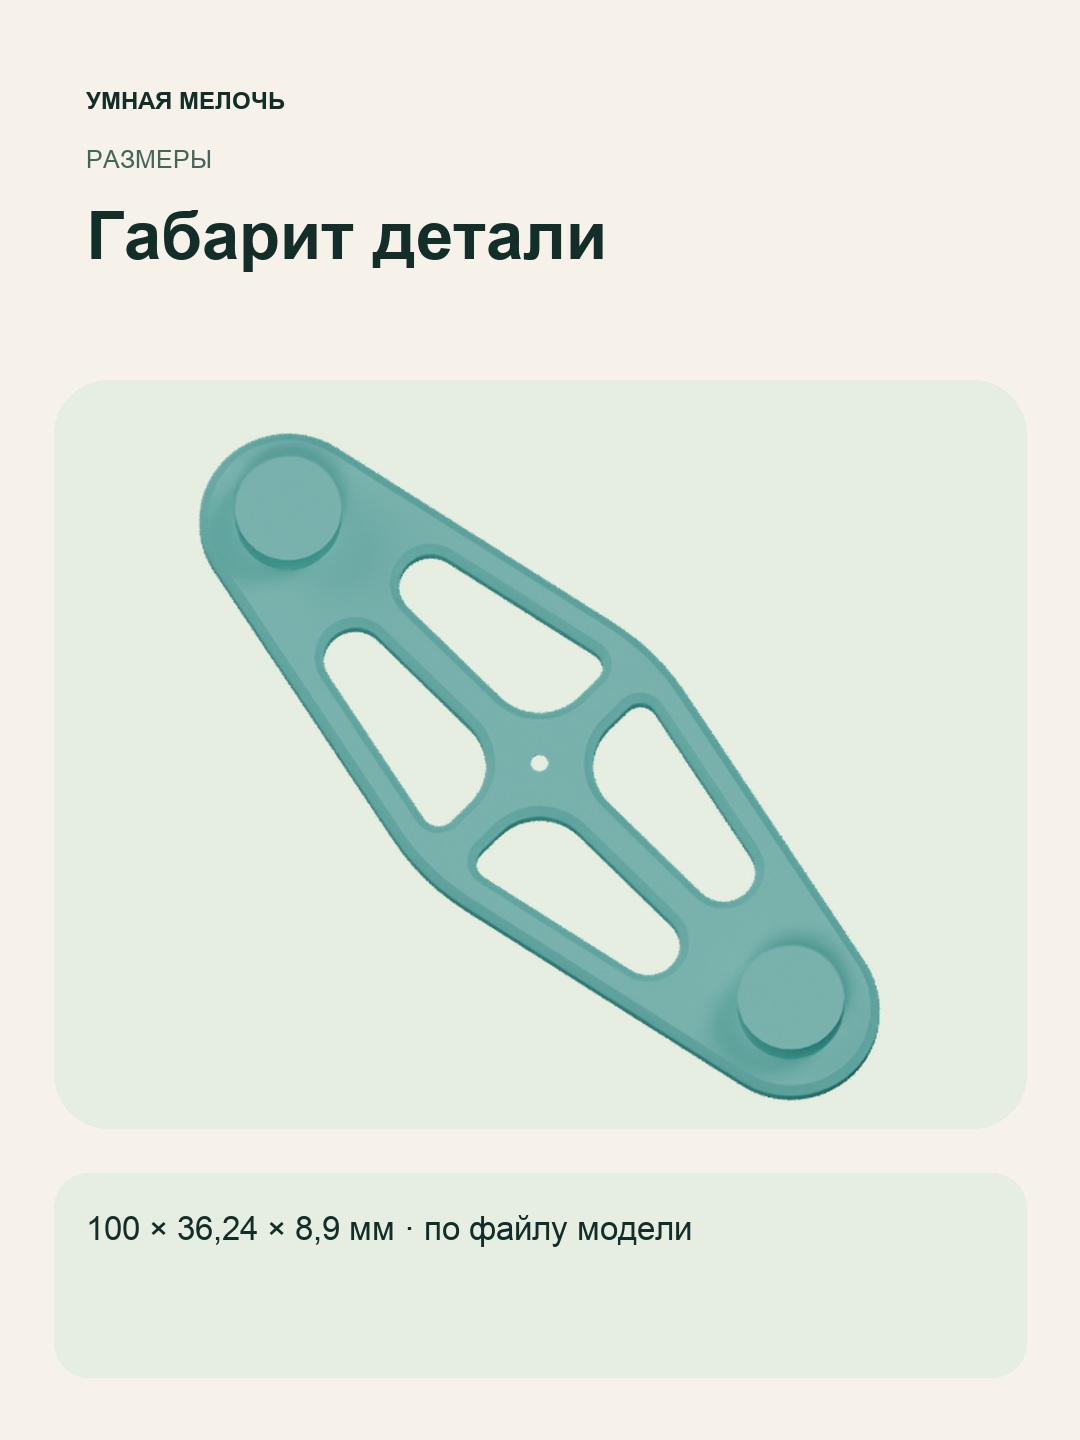 УМНАЯ МЕЛОЧЬ
РАЗМЕРЫ
Габарит детали
100 × 36,24 × 8,9 мм · по файлу модели